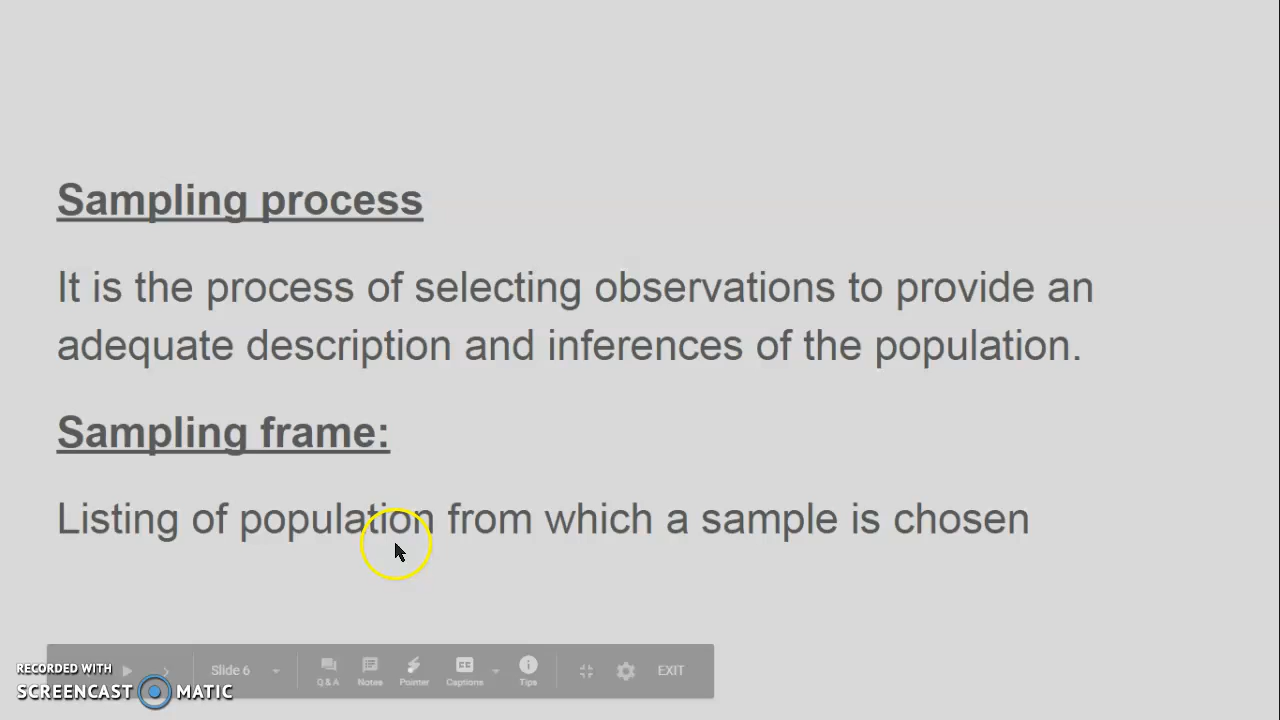 Sampling process
It is the process of selecting observations to provide an
adequate description and inferences of the population.
Sampling frame:
Listing of population from which a sample is chosen
Slide 6
Q & A
Notes
Pointer
Captions
Tips
EXIT
RECORDED WITH
SCREENCAST MATIC